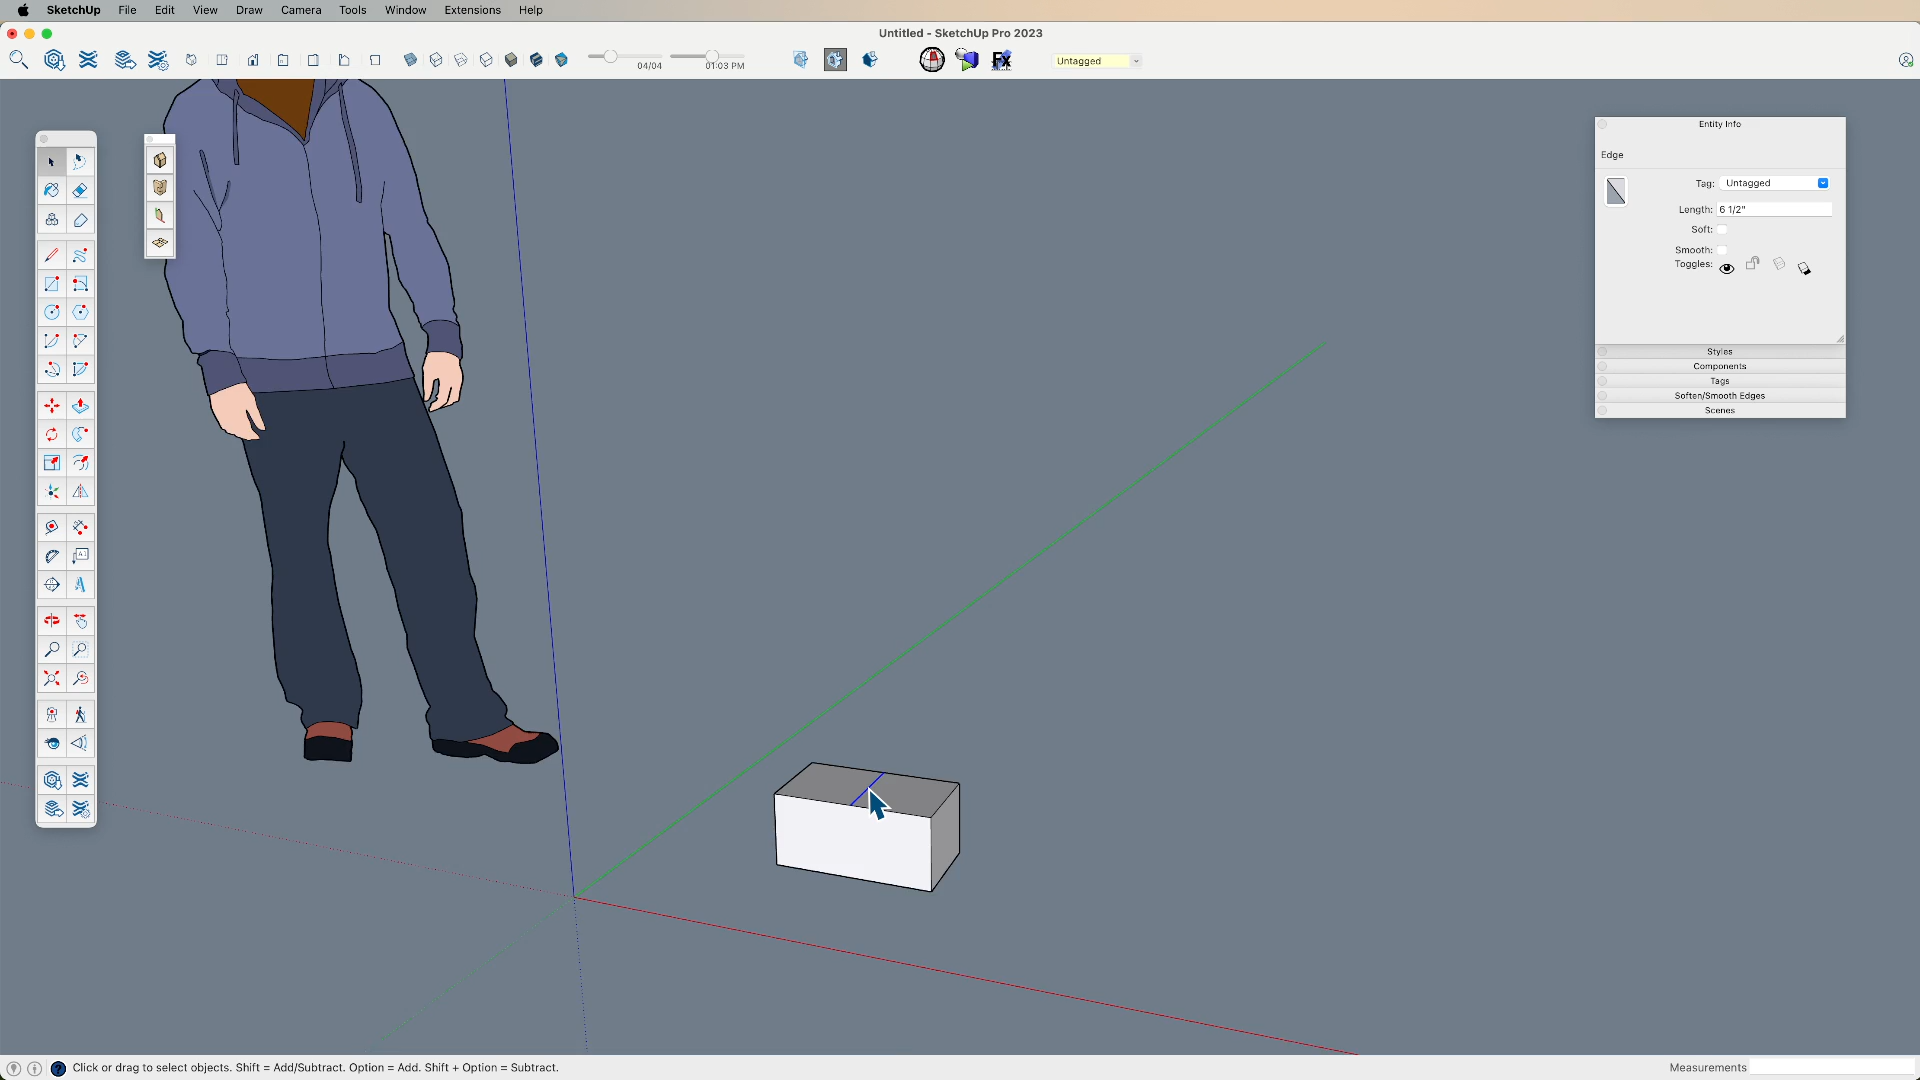 SketchUp File Edit View Draw Camera Tools Window Extensions Help
Untitled - SketchUp Pro 2023
04/04 01:03 PM Untagged
Entity Info
Edge
Tag: Untagged
Length: 6 1/2"
Soft:
Smooth:
Toggles:
Styles
Components
Tags
Soften/Smooth Edges
Scenes
Click or drag to select objects. Shift = Add/Subtract. Option = Add. Shift + Option = Subtract.
Measurements